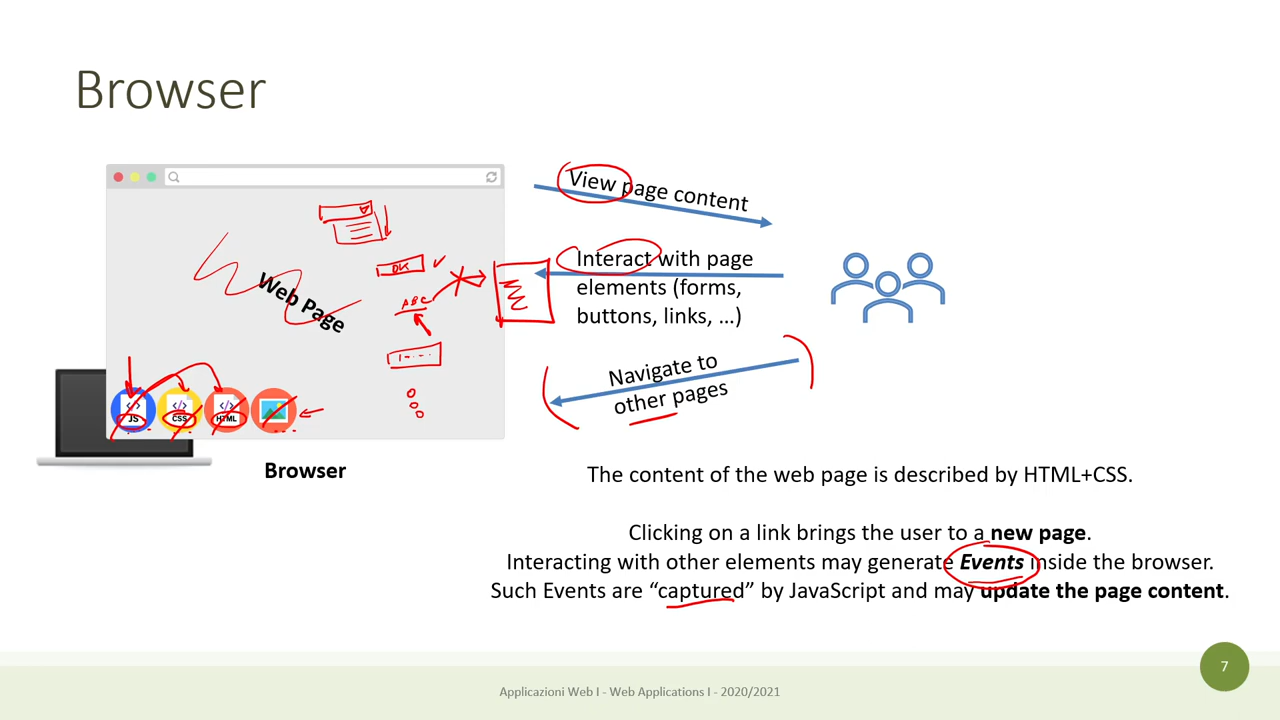 Browser
View page content
Interact with page
elements (forms,
buttons, links, …)
Navigate to
other pages
OK
ABC
Web Page
JS
CSS
HTML
Browser
The content of the web page is described by HTML+CSS.
Clicking on a link brings the user to a new page.
Interacting with other elements may generate Events inside the browser.
Such Events are “captured” by JavaScript and may update the page content.
7
Applicazioni Web I - Web Applications I - 2020/2021